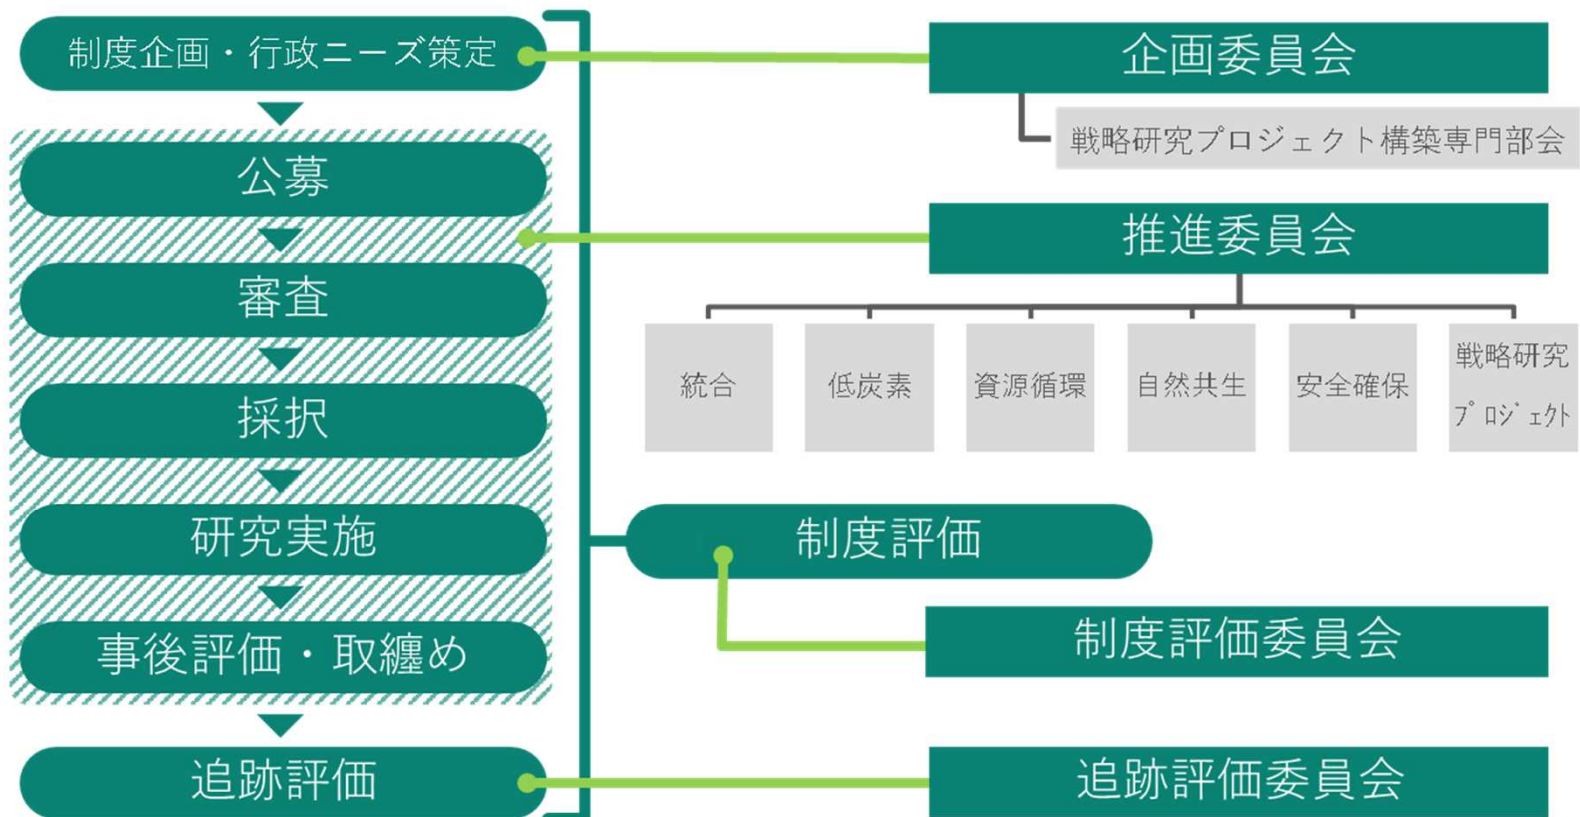 制度企画・行政ニーズ策定
公募
審査
採択
研究実施
事後評価・取纏め
追跡評価
企画委員会
戦略研究プロジェクト構築専門部会
推進委員会
統合
低炭素
資源循環
自然共生
安全確保
戦略研究
プロジェクト
制度評価
制度評価委員会
追跡評価委員会